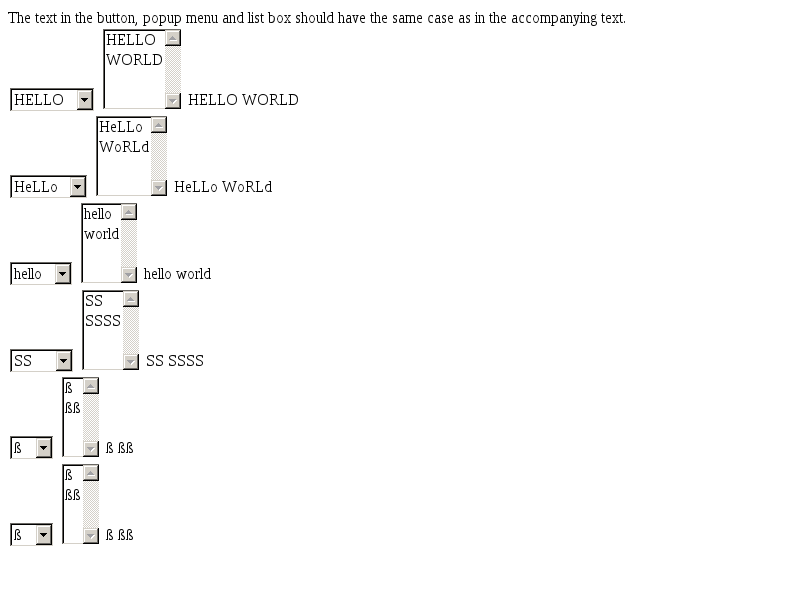 The text in the button, popup menu and list box should have the same case as in the accompanying text.
HELLO
WORLD
HELLO HELLO WORLD
HeLLo
WoRLd
HeLLo HeLLo WoRLd
hello
world
hello hello world
SS
SSSS
SS SS SSSS
ß
ßß
ß ß ßß
ß
ßß
ß ß ßß